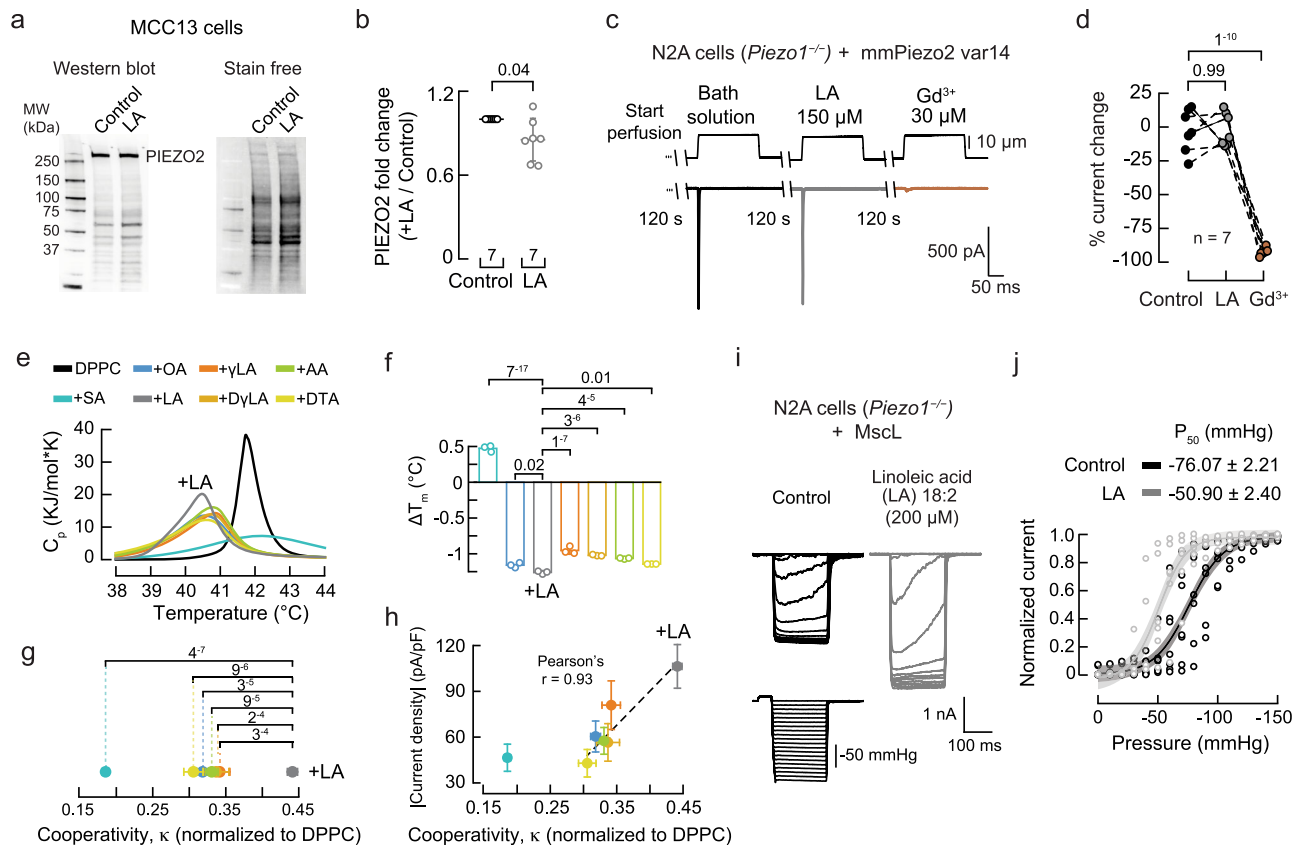 a
MCC13 cells
Western blot
Stain free
MW
(kDa)
Control
LA
Control
LA
PIEZO2
250
150
100
75
50
37
b
0.04
1.2
0.6
0
PIEZO2 fold change
(+LA / Control)
7
7
Control
LA
c
N2A cells (Piezo1⁻/⁻) + mmPiezo2 var14
Start
perfusion
Bath
solution
LA
150 µM
Gd³⁺
30 µM
10 µm
120 s
120 s
120 s
500 pA
50 ms
d
1⁻¹⁰
0.99
25
0
-25
-50
-75
-100
% current change
n = 7
Control
LA
Gd³⁺
e
DPPC
+OA
+γLA
+AA
+SA
+LA
+DγLA
+DTA
40
30
20
10
0
Cₚ (KJ/mol*K)
+LA
38 39 40 41 42 43 44
Temperature (°C)
f
7⁻¹⁷
0.01
4⁻⁵
3⁻⁶
1⁻⁷
0.02
0.5
0
-0.5
-1
ΔTₘ (°C)
+LA
g
4⁻⁷
9⁻⁶
3⁻⁵
9⁻⁵
2⁻⁴
3⁻⁴
+LA
0.15 0.25 0.35 0.45
Cooperativity, κ (normalized to DPPC)
h
+LA
Pearson's
r = 0.93
120
90
60
30
|Current density| (pA/pF)
0.15 0.25 0.35 0.45
Cooperativity, κ (normalized to DPPC)
i
N2A cells (Piezo1⁻/⁻)
+ MscL
Control
Linoleic acid
(LA) 18:2
(200 µM)
1 nA
100 ms
-50 mmHg
j
P₅₀ (mmHg)
Control -76.07 ± 2.21
LA -50.90 ± 2.40
1.0
0.8
0.6
0.4
0.2
0
Normalized current
0 -50 -100 -150
Pressure (mmHg)